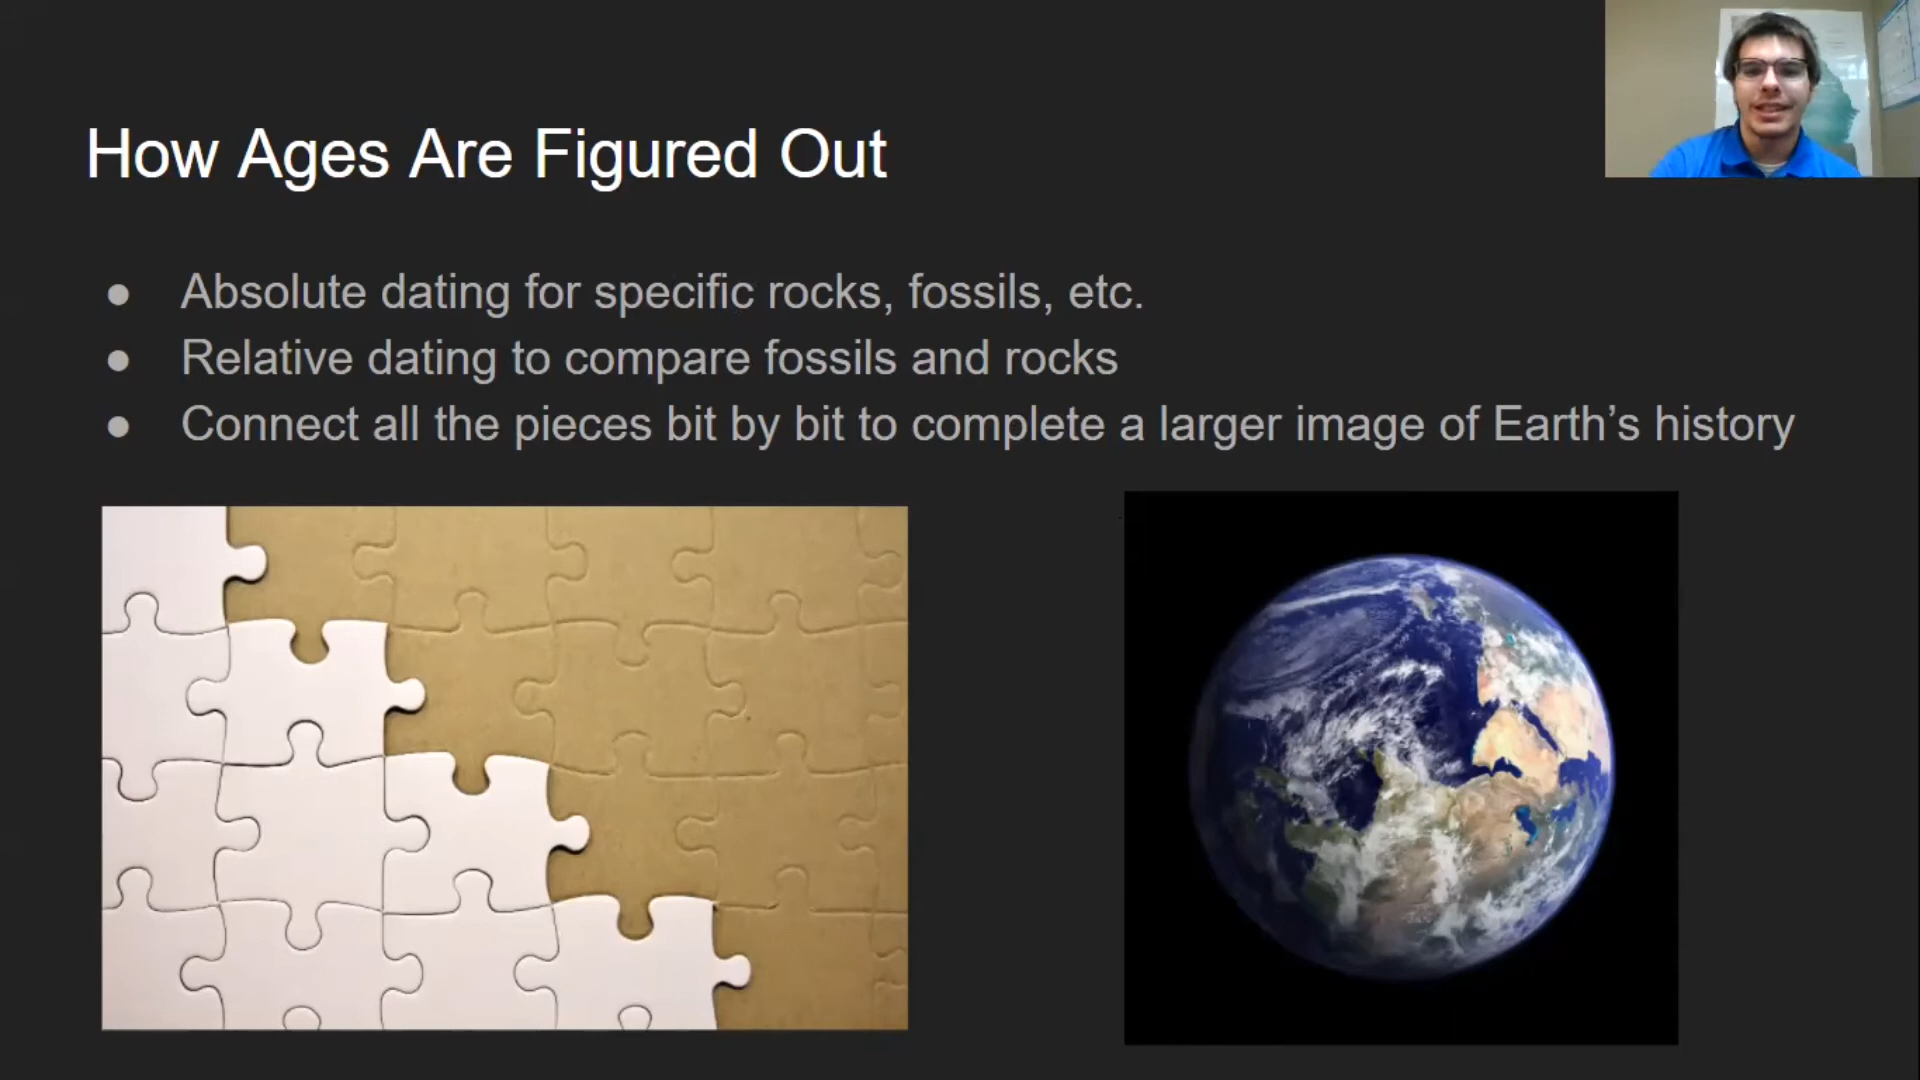 How Ages Are Figured Out
● Absolute dating for specific rocks, fossils, etc.
● Relative dating to compare fossils and rocks
● Connect all the pieces bit by bit to complete a larger image of Earth’s history